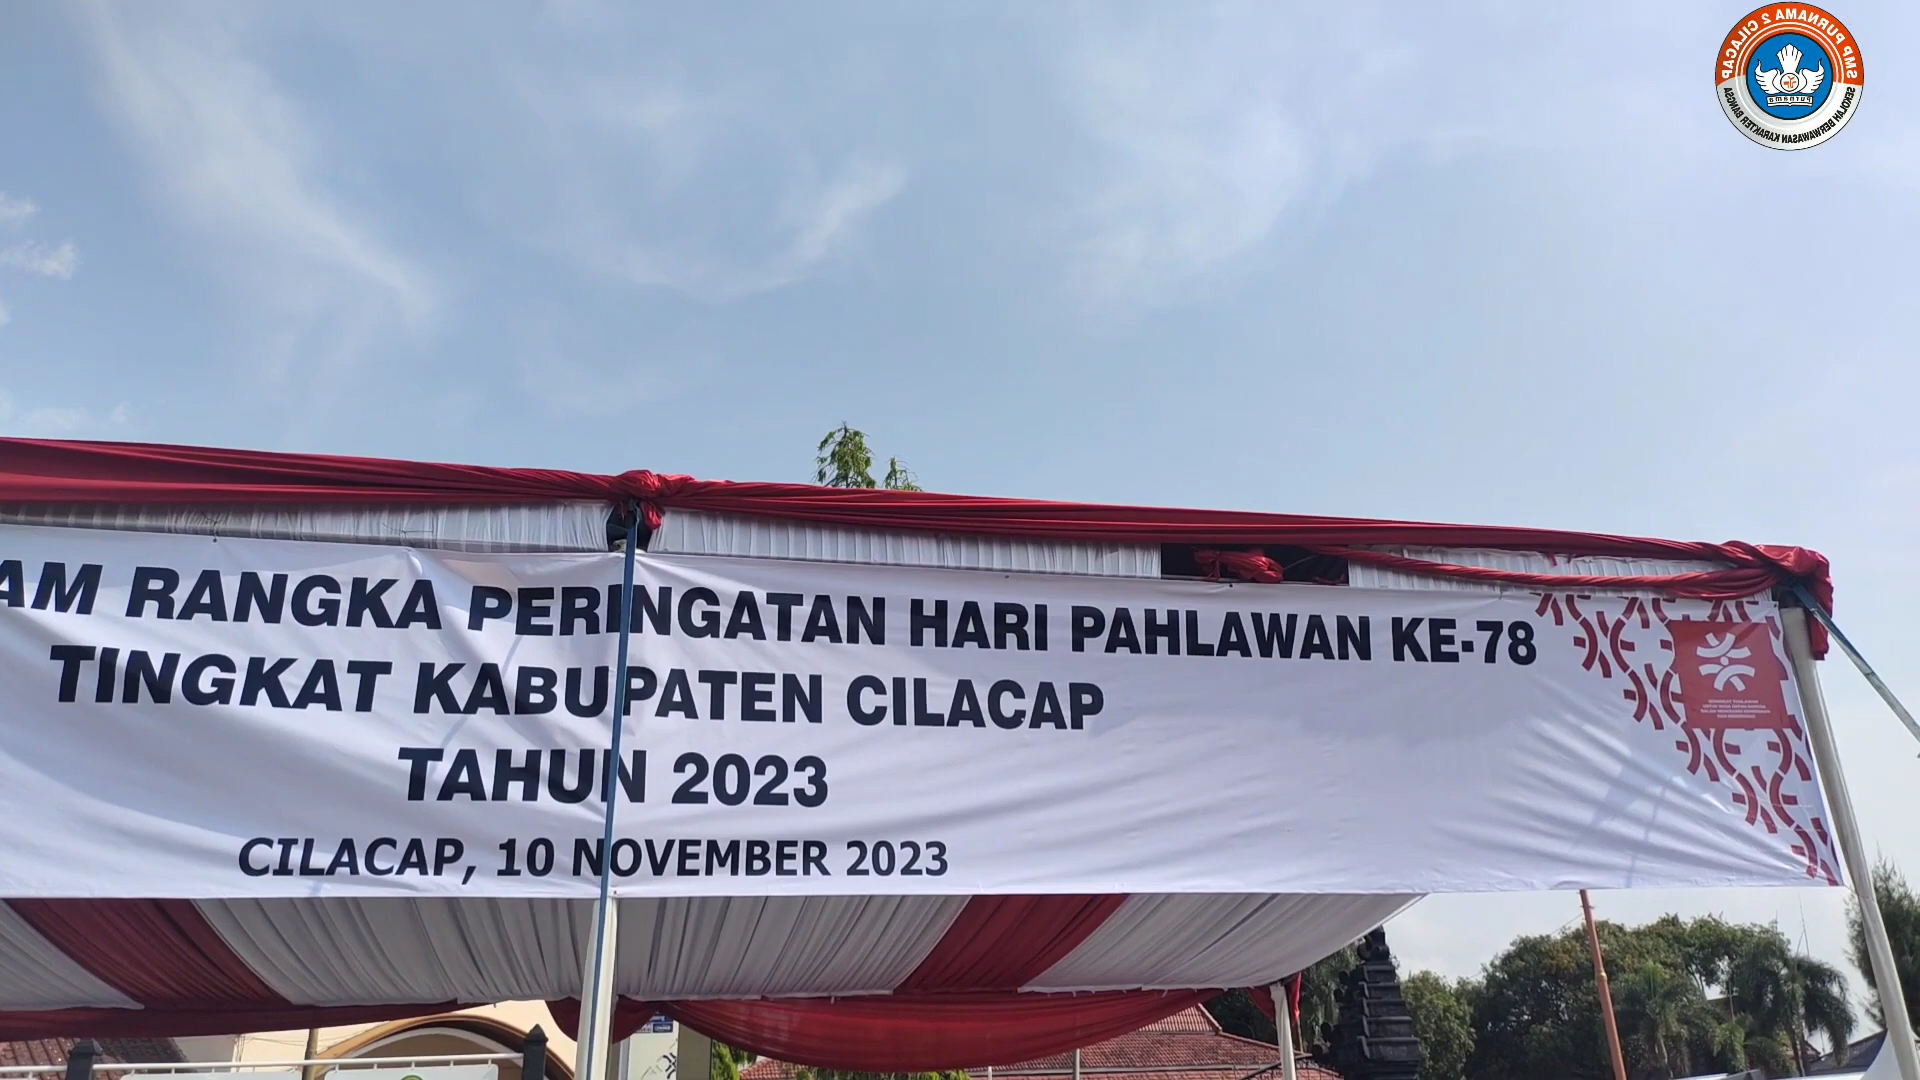 AM RANGKA PERINGATAN HARI PAHLAWAN KE-78
TINGKAT KABUPATEN CILACAP
TAHUN 2023
CILACAP, 10 NOVEMBER 2023
SMP PURNAMA 2 CILACAP
SEKOLAH BERWAWASAN KARAKTER BANGSA